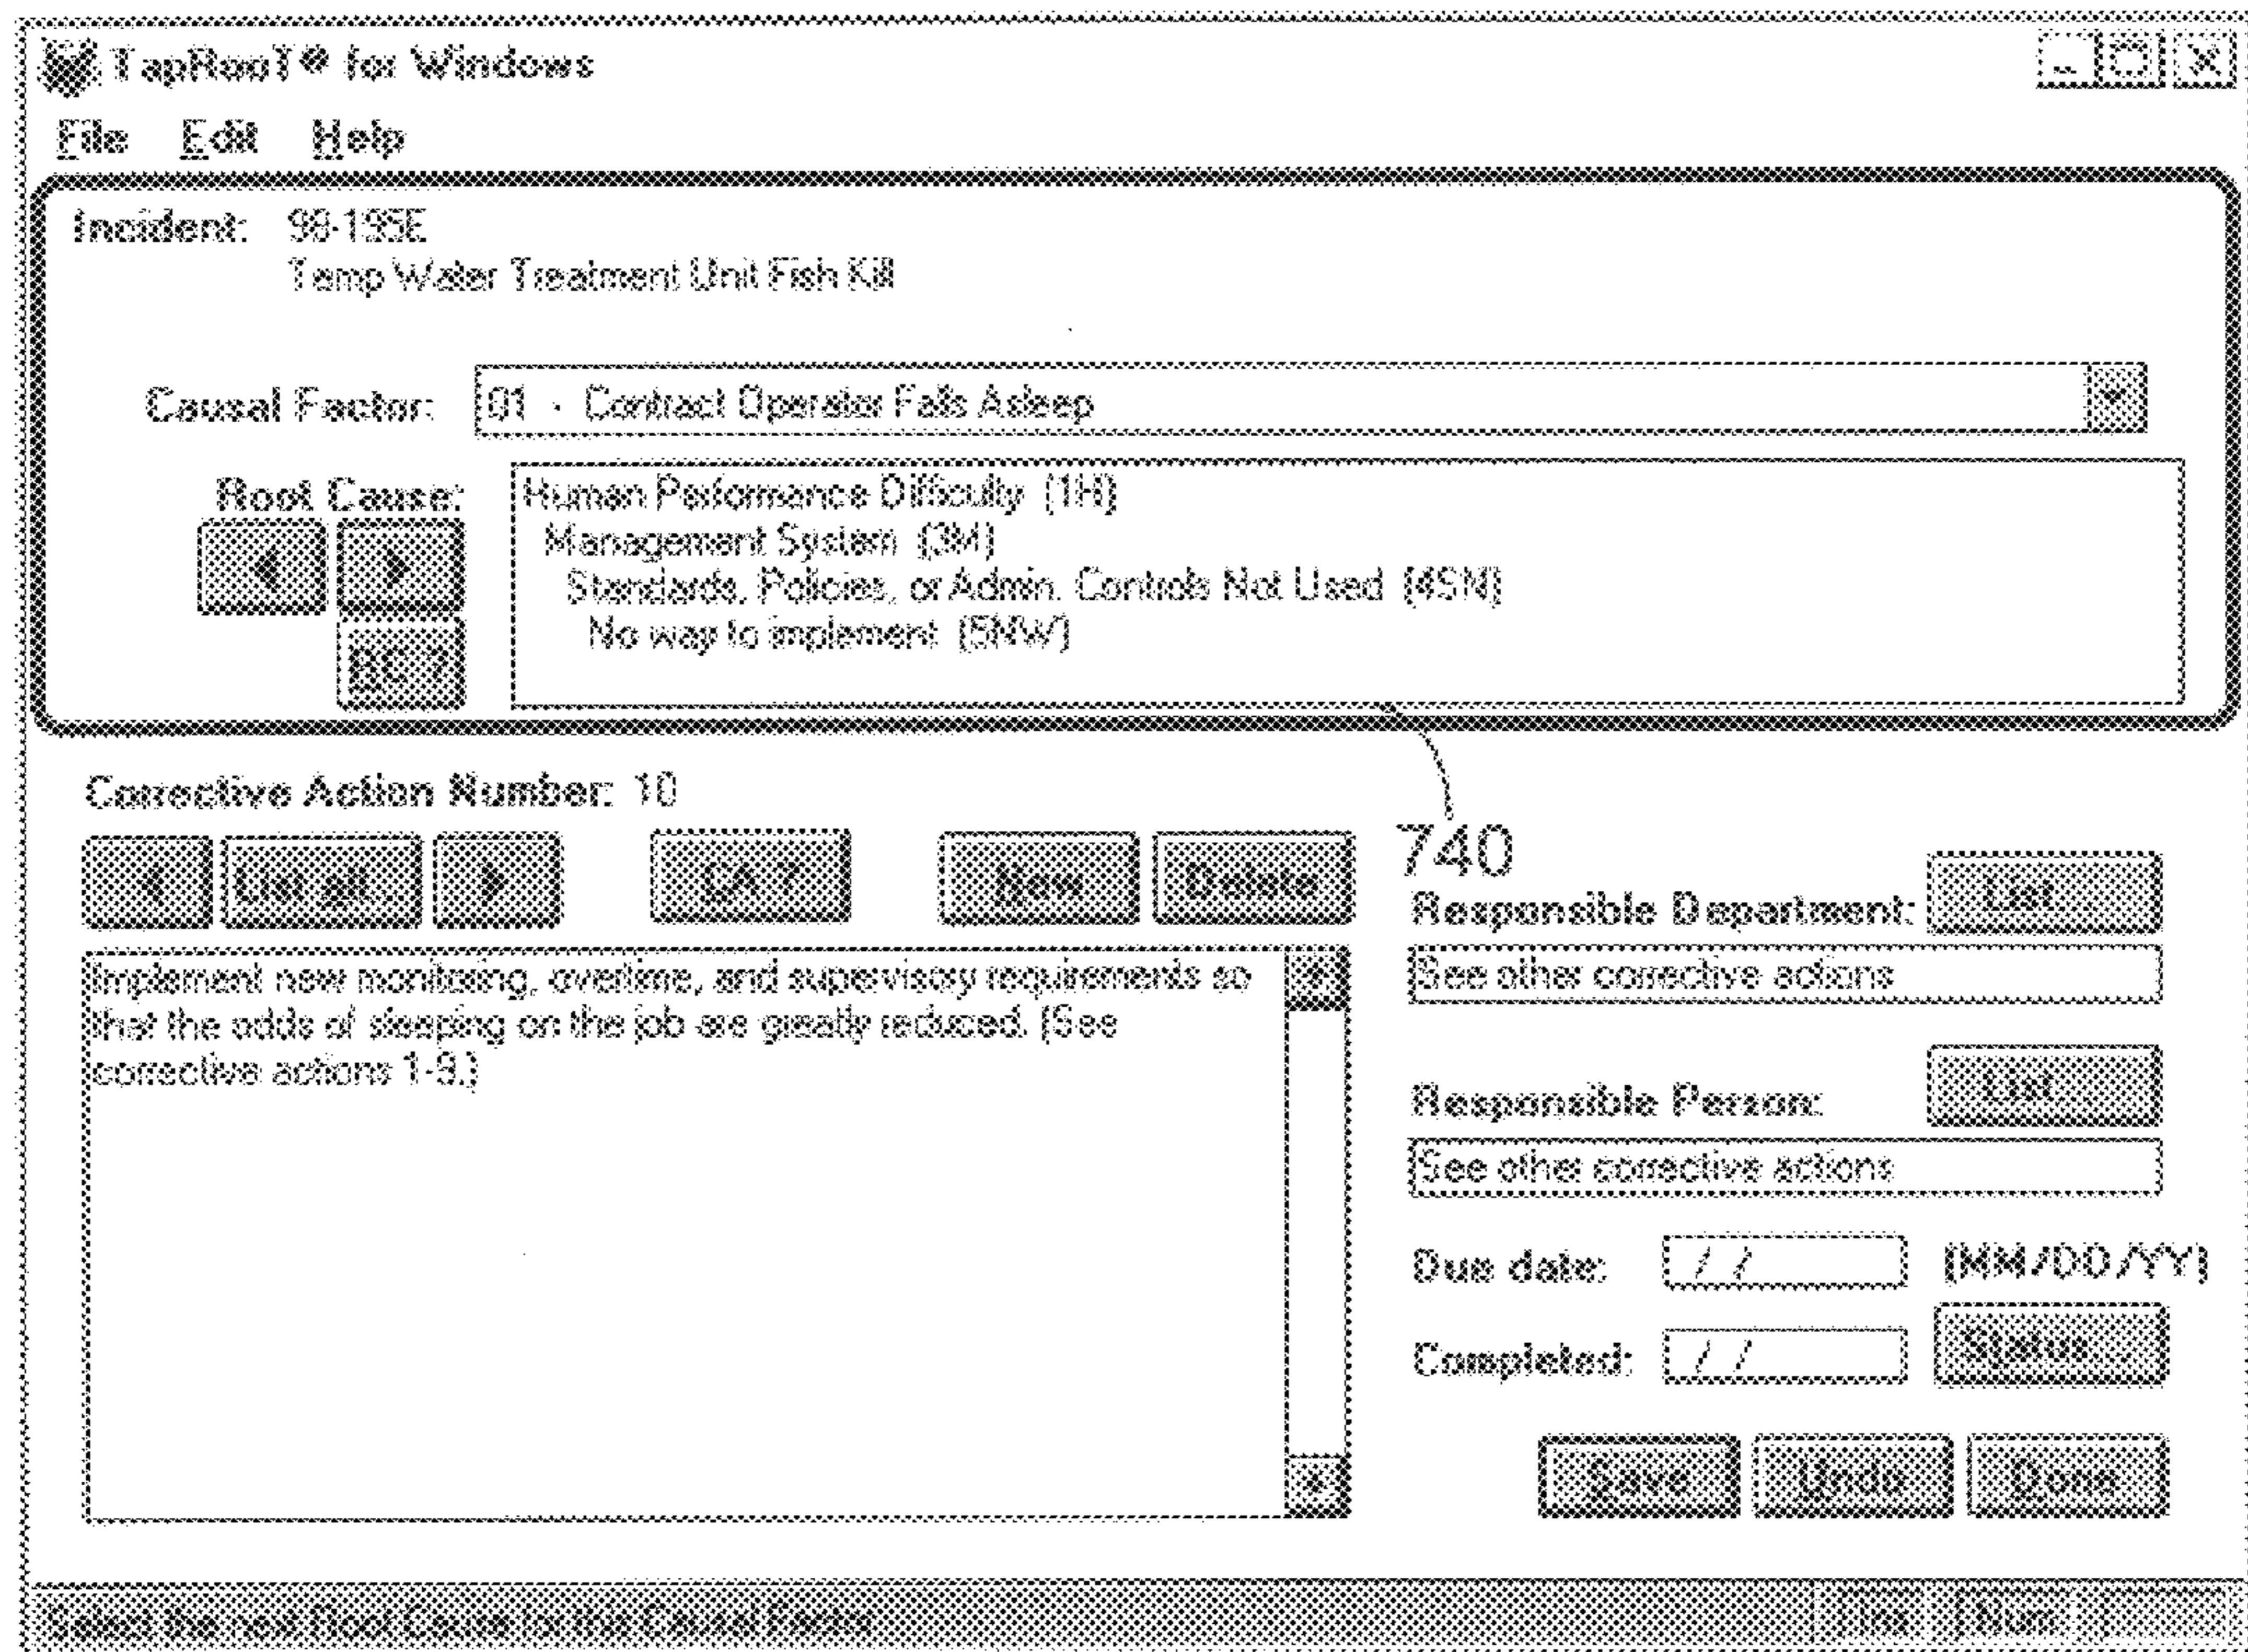 TapRooT® for Windows
File Edit Help
Incident: 98-195E
Temp Water Treatment Unit Fish Kill
Causal Factor: 01 - Contract Operator Falls Asleep
Root Cause: Human Performance Difficulty (1H)
Management System (3M)
Standards, Policies, or Admin. Controls Not Used (4SN)
No way to implement (5NW)
RC ?
Corrective Action Number: 10
740
List all... CA ? New Delete
Responsible Department: List
Implement new monitoring, overtime, and supervisory requirements so
that the odds of sleeping on the job are greatly reduced. (See
corrective actions 1-9.)
See other corrective actions
Responsible Person: List
See other corrective actions
Due date: / / (MM/DD/YY)
Completed: / / Status...
Save Undo Done
Select the next Root Cause for this Causal Factor Ins Num